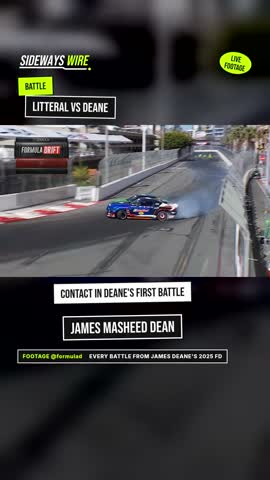 SIDEWAYS WIRE.
LIVE
FOOTAGE
BATTLE
LITTERAL VS DEANE
FORMULA DRIFT
CONTACT IN DEANE'S FIRST BATTLE
JAMES MASHEED DEAN
FOOTAGE @formulad EVERY BATTLE FROM JAMES DEANE'S 2025 FD